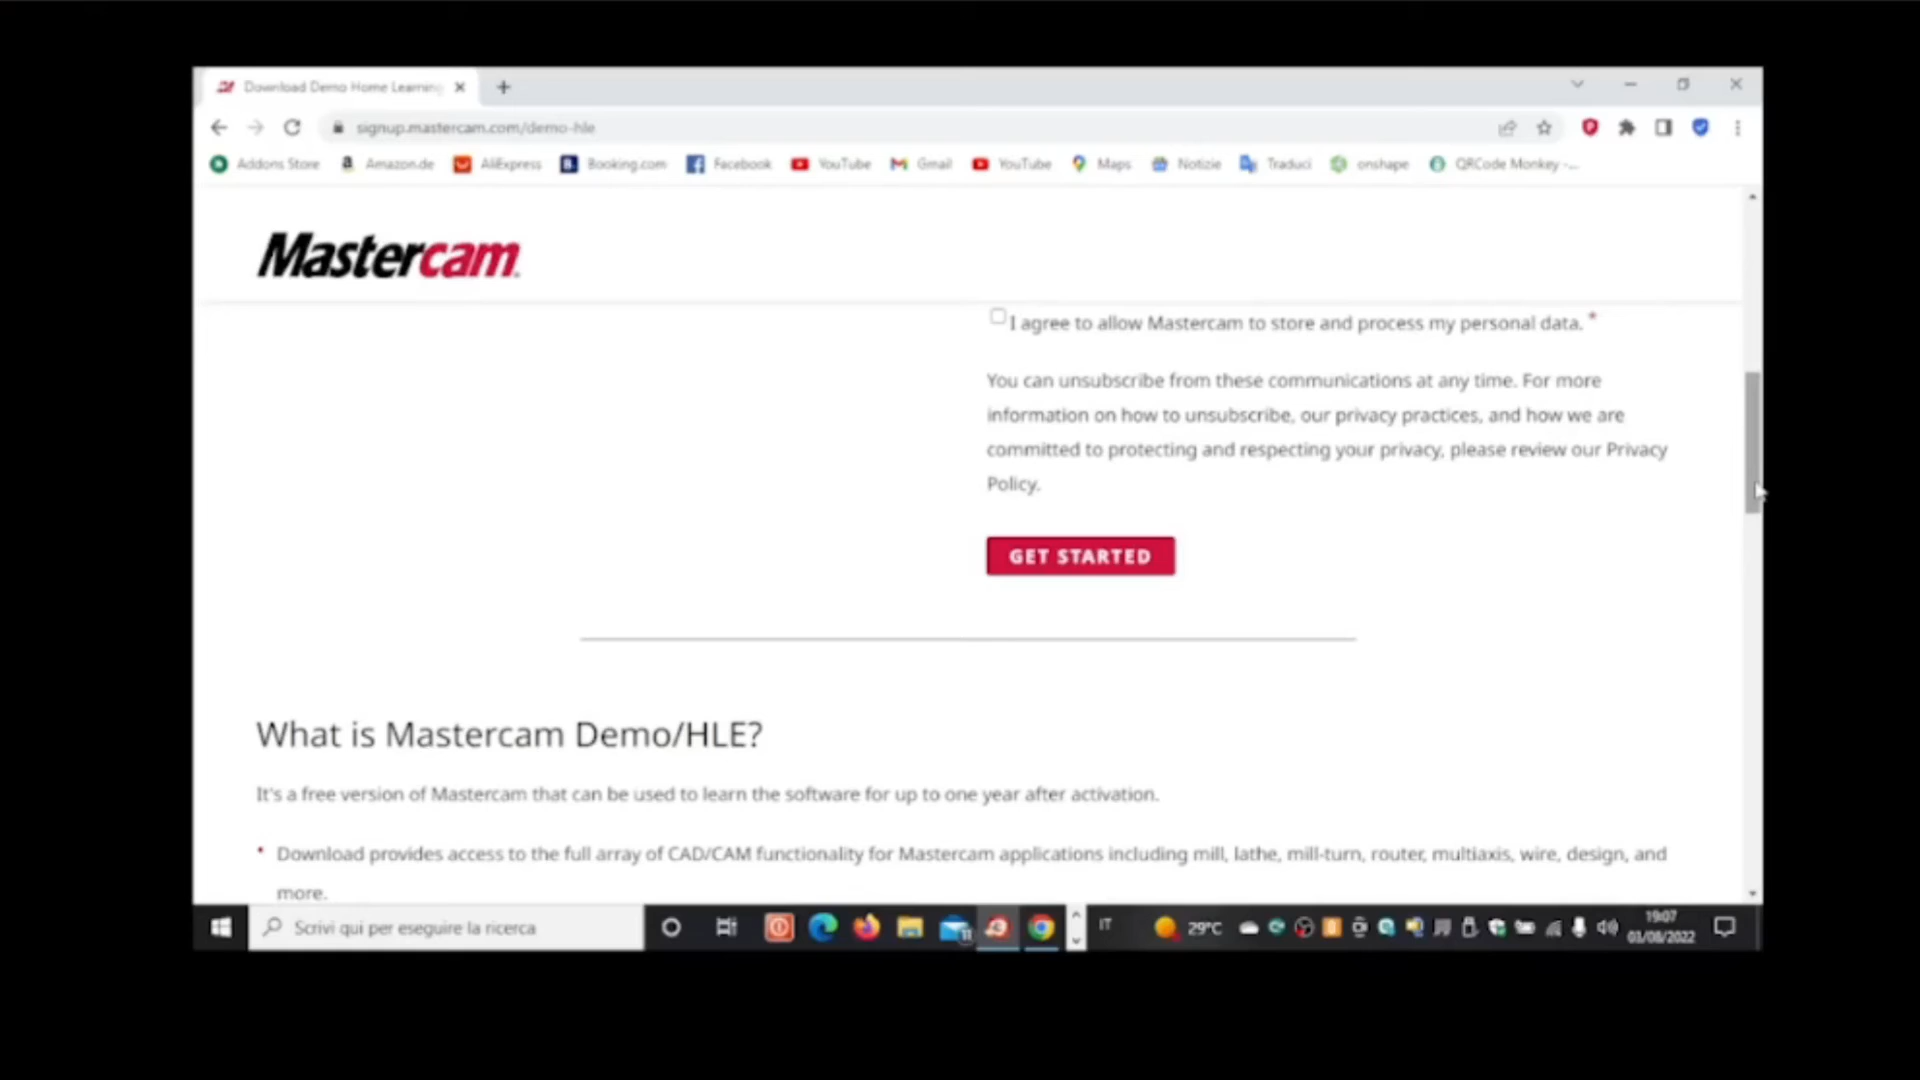 Download Demo Home Learning
signup.mastercam.com/demo-hle
Addons Store Amazon.de AliExpress Booking.com Facebook YouTube Gmail YouTube Maps Notizie Traduci onshape QRCode Monkey -...
Mastercam
I agree to allow Mastercam to store and process my personal data. *
You can unsubscribe from these communications at any time. For more
information on how to unsubscribe, our privacy practices, and how we are
committed to protecting and respecting your privacy, please review our Privacy
Policy.
GET STARTED
What is Mastercam Demo/HLE?
It's a free version of Mastercam that can be used to learn the software for up to one year after activation.
Download provides access to the full array of CAD/CAM functionality for Mastercam applications including mill, lathe, mill-turn, router, multiaxis, wire, design, and
more.
Scrivi qui per eseguire la ricerca 11 IT 29°C 19:07
03/08/2022